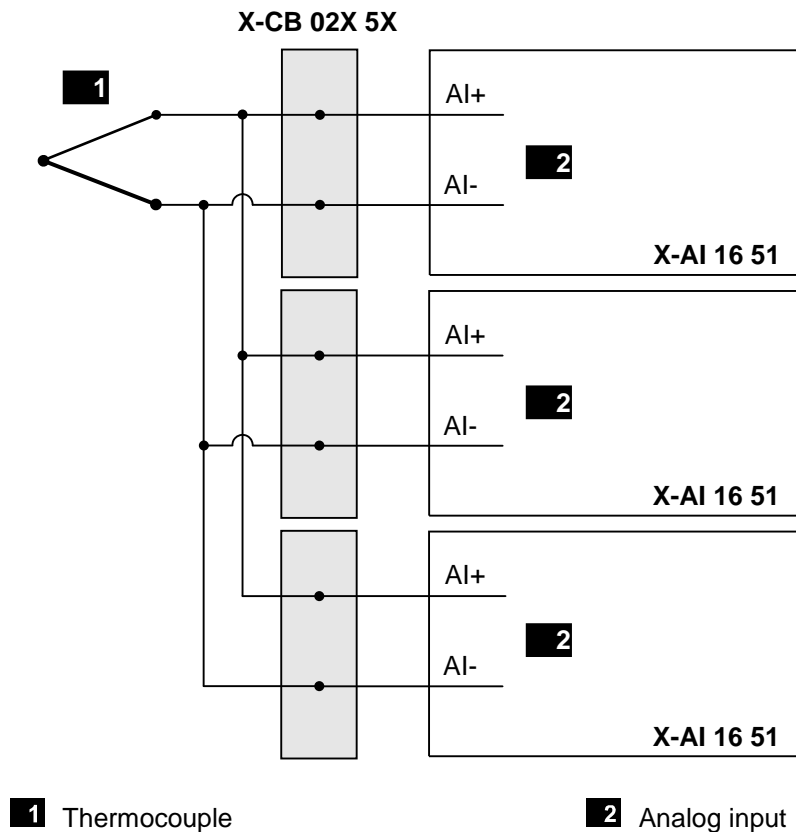 X-CB 02X 5X
1
AI+
2
AI-
X-AI 16 51
AI+
2
AI-
X-AI 16 51
AI+
2
AI-
X-AI 16 51
1 Thermocouple
2 Analog input